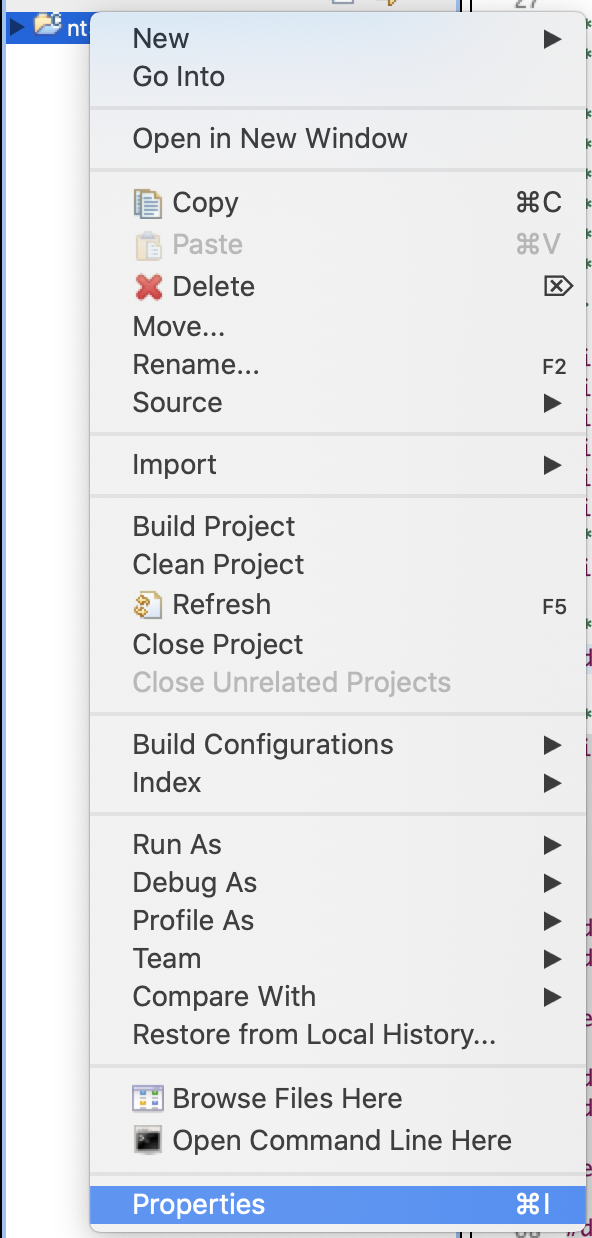 27
nt
New
Go Into
Open in New Window
Copy ⌘C
Paste ⌘V
Delete ⌦
Move...
Rename... F2
Source
Import
Build Project
Clean Project
Refresh F5
Close Project
Close Unrelated Projects
Build Configurations
Index
Run As
Debug As
Profile As
Team
Compare With
Restore from Local History...
Browse Files Here
Open Command Line Here
Properties ⌘I